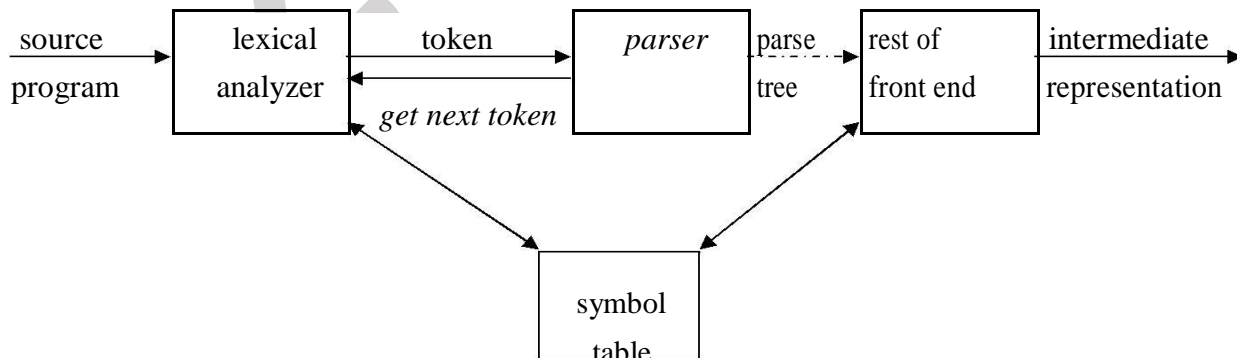 source
program
lexical
analyzer
token
get next token
parser
parse
tree
rest of
front end
intermediate
representation
symbol
table